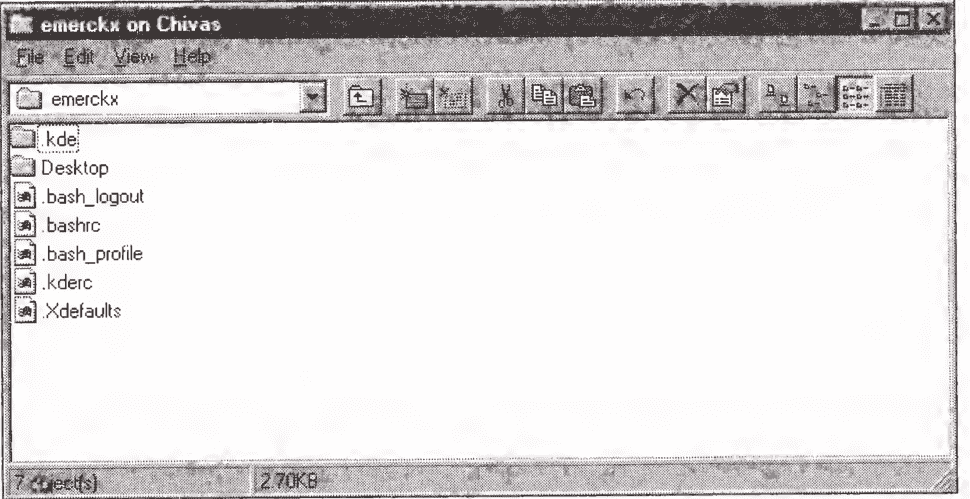 emerckx on Chivas
File Edit View Help
emerckx
.kde
Desktop
.bash_logout
.bashrc
.bash_profile
.kderc
.Xdefaults
7 object(s)
2.70KB